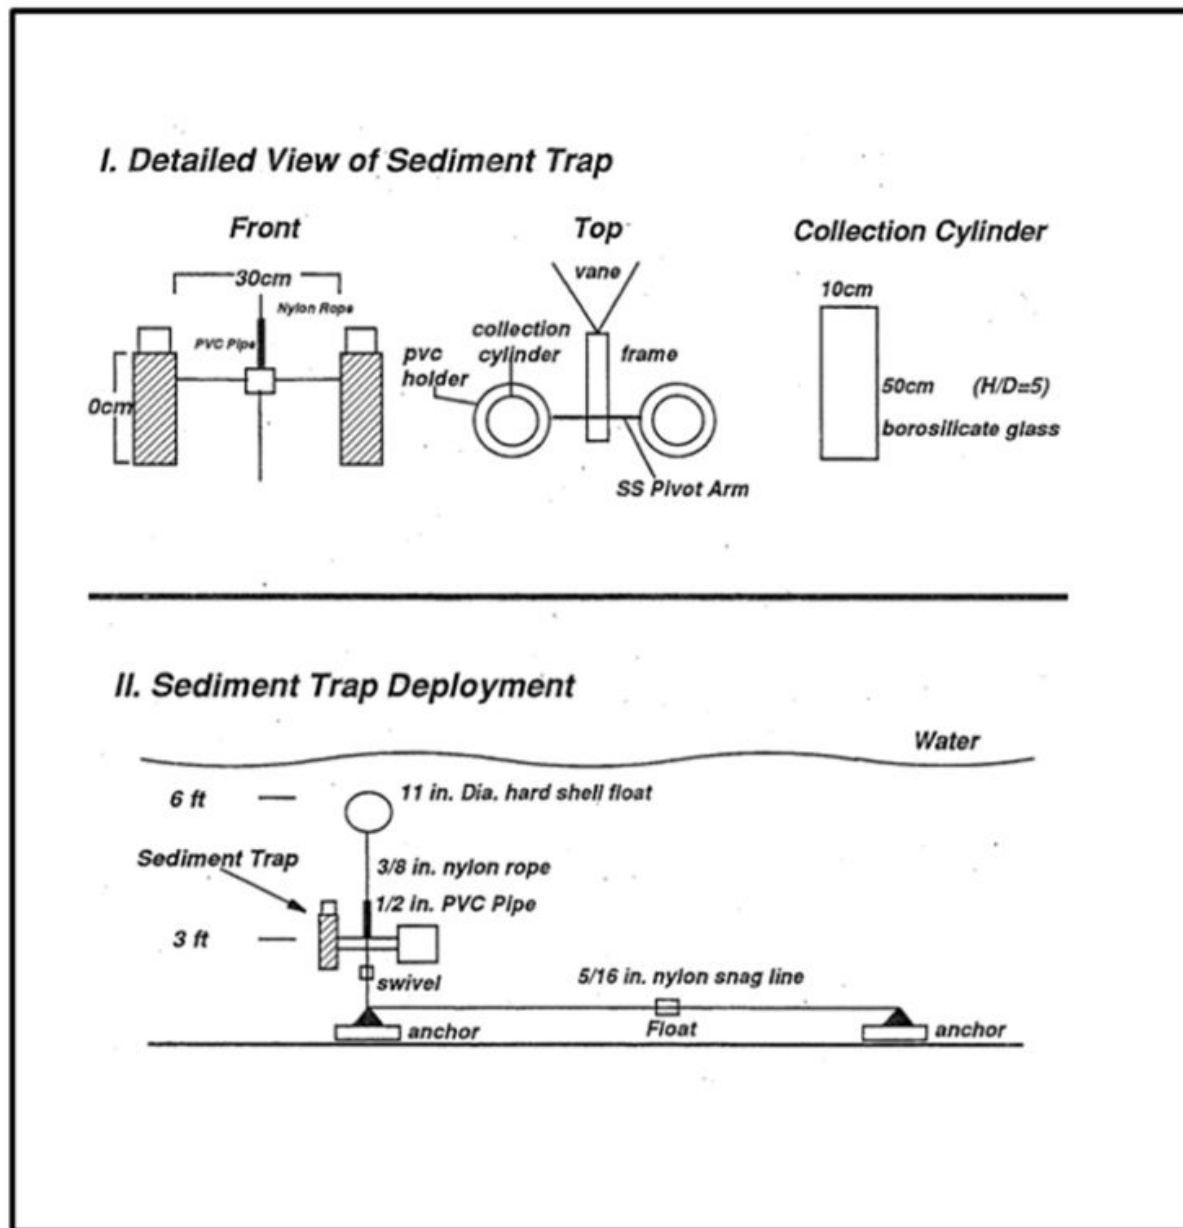 I. Detailed View of Sediment Trap
Front
Top
Collection Cylinder
30cm
Nylon Rope
PVC Pipe
0cm
vane
collection
cylinder
pvc
holder
frame
SS Pivot Arm
10cm
50cm (H/D=5)
borosilicate glass
II. Sediment Trap Deployment
Water
6 ft
11 in. Dia. hard shell float
Sediment Trap
3/8 in. nylon rope
1/2 in. PVC Pipe
3 ft
swivel
5/16 in. nylon snag line
anchor
Float
anchor